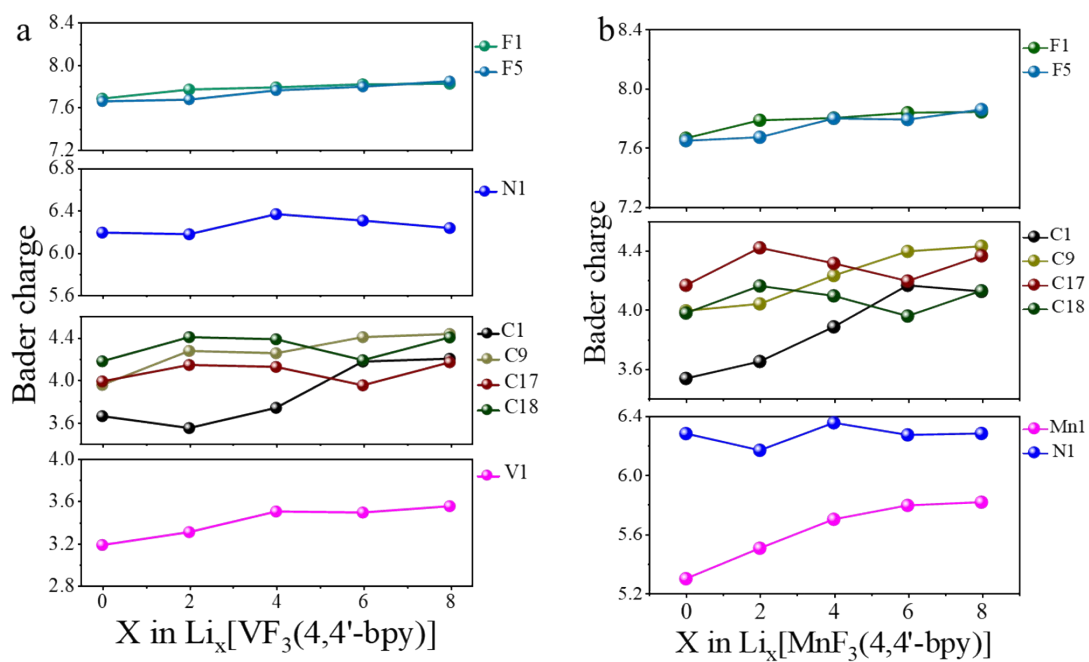 a
Bader charge
8.4
8.0
7.6
7.2
F1
F5
6.8
6.4
6.0
5.6
N1
4.4
4.0
3.6
C1
C9
C17
C18
4.0
3.6
3.2
2.8
V1
0 2 4 6 8
X in Liₓ[VF₃(4,4'-bpy)]
b
Bader charge
8.4
8.0
7.6
7.2
F1
F5
4.4
4.0
3.6
C1
C9
C17
C18
6.4
6.0
5.6
5.2
Mn1
N1
0 2 4 6 8
X in Liₓ[MnF₃(4,4'-bpy)]